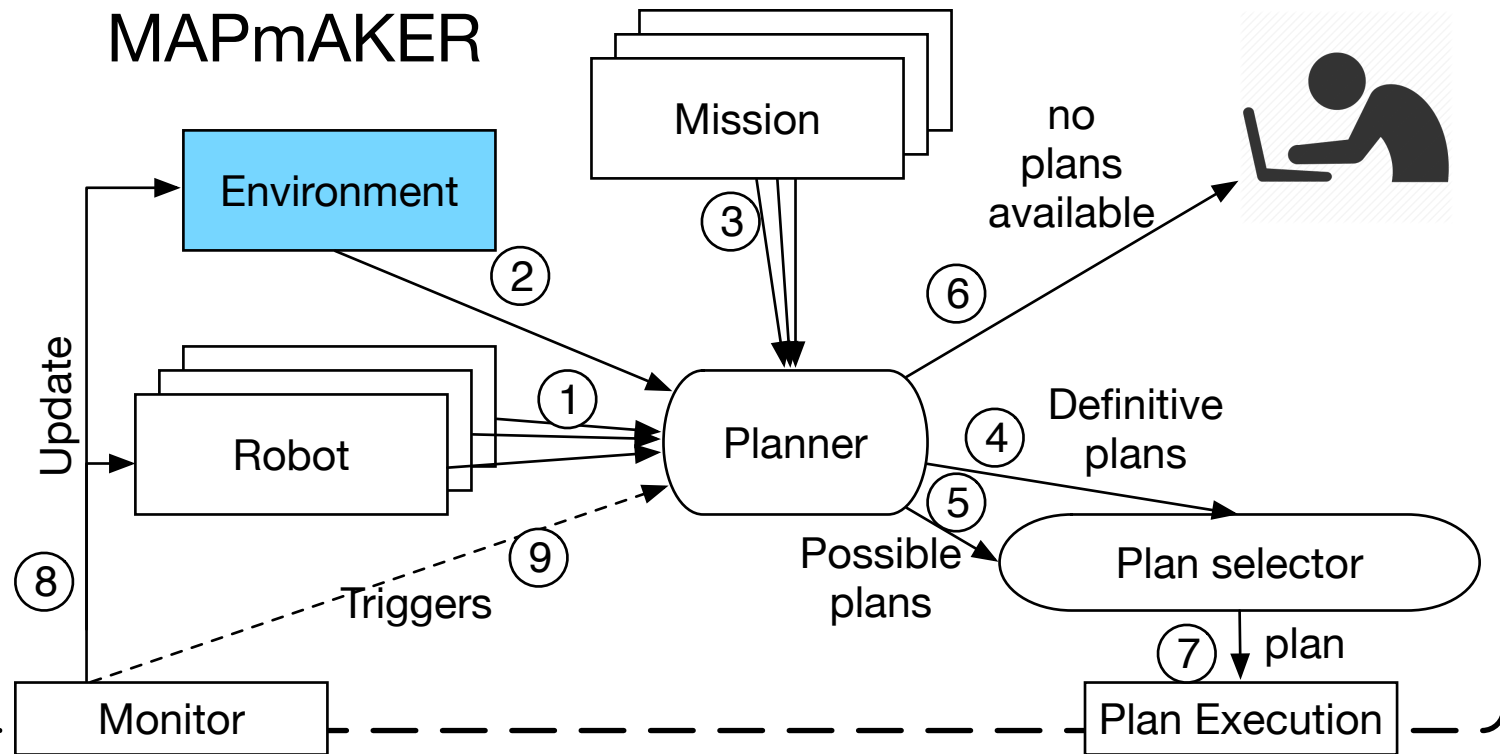 MAPmAKER
Mission
no
plans
available
Environment
3
2
6
Update
1
Robot
Planner
4
Definitive
plans
5
Possible
plans
Plan selector
9
8
Triggers
7
plan
Monitor
Plan Execution